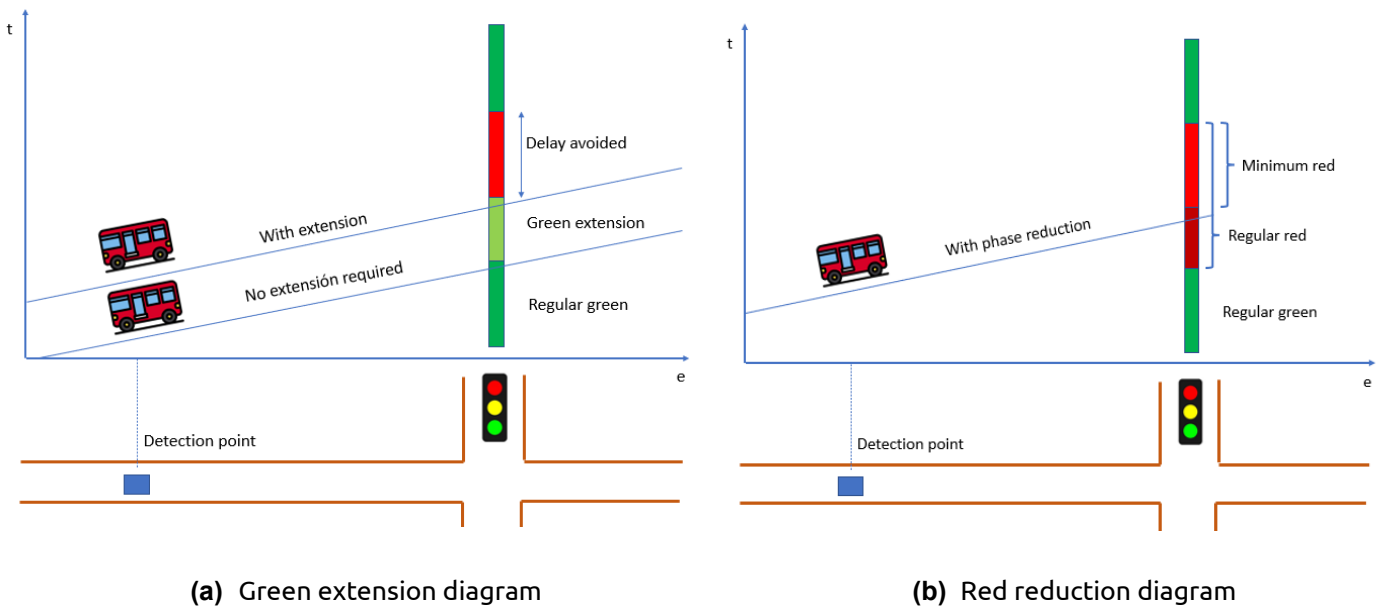 t
Delay avoided
With extension
Green extension
No extensión required
Regular green
e
Detection point
(a) Green extension diagram
t
Minimum red
With phase reduction
Regular red
Regular green
e
Detection point
(b) Red reduction diagram